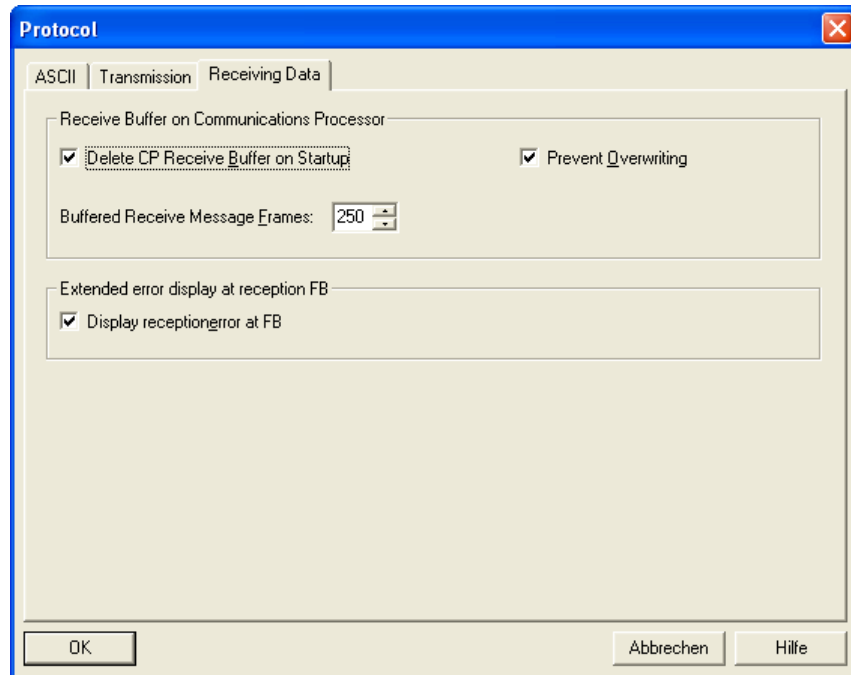 Protocol
ASCII Transmission Receiving Data
Receive Buffer on Communications Processor
Delete CP Receive Buffer on Startup Prevent Overwriting
Buffered Receive Message Frames: 250
Extended error display at reception FB
Display receptionerror at FB
OK Abbrechen Hilfe